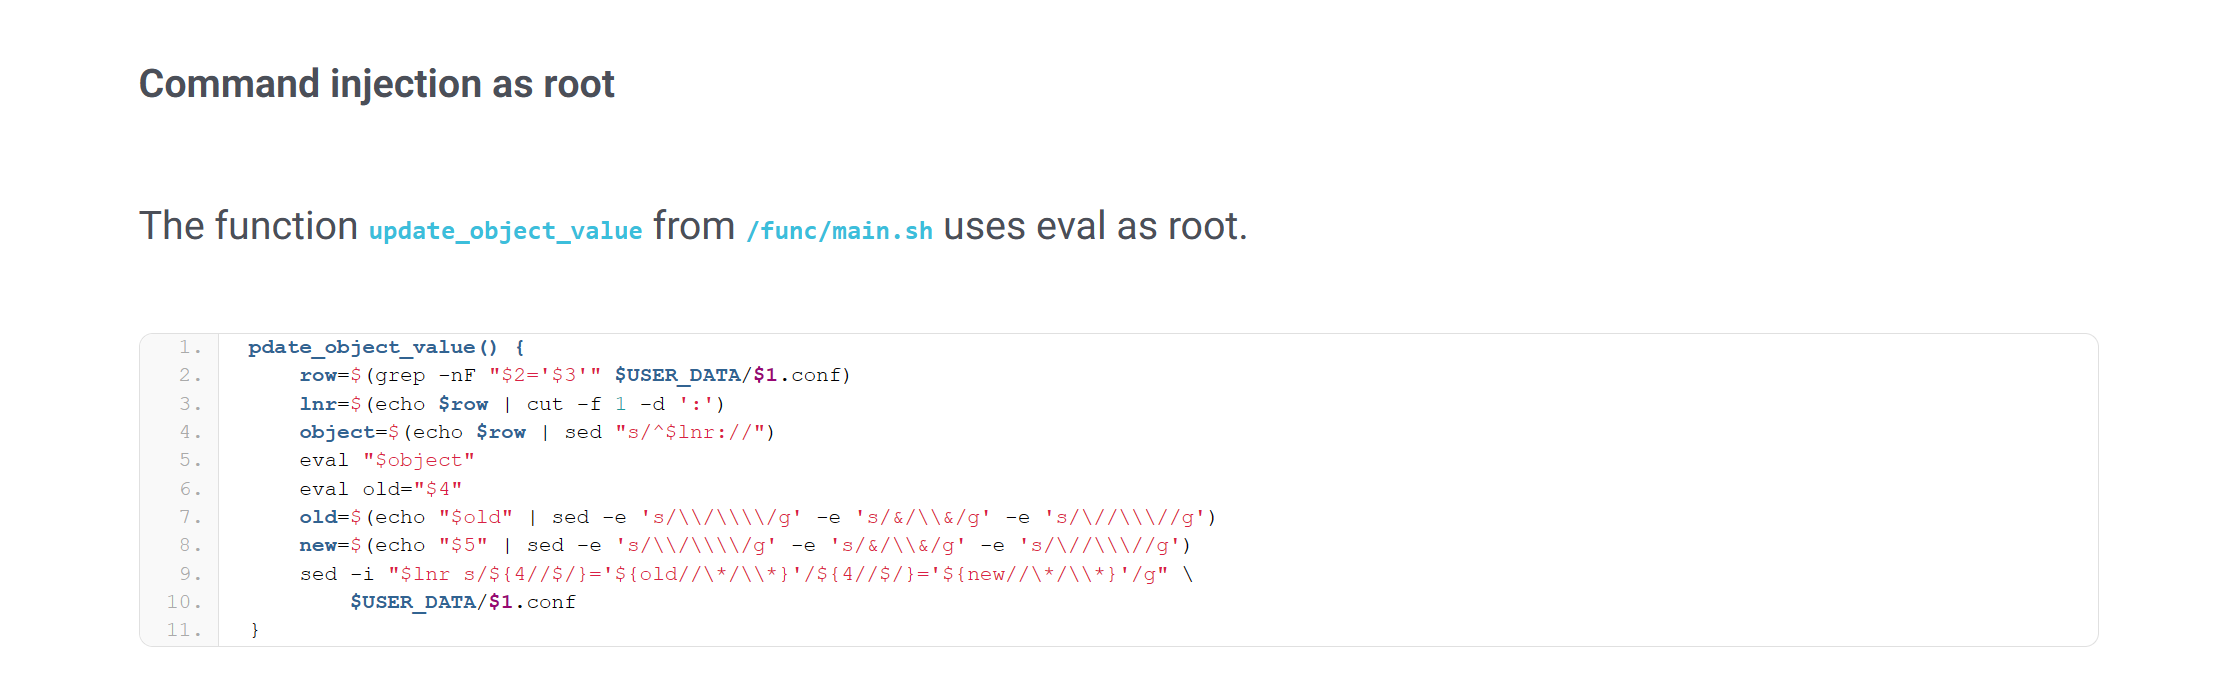 Command injection as root
The function update_object_value from /func/main.sh uses eval as root.
1. pdate_object_value() {
2. row=$(grep -nF "$2='$3'" $USER_DATA/$1.conf)
3. lnr=$(echo $row | cut -f 1 -d ':')
4. object=$(echo $row | sed "s/^$lnr://")
5. eval "$object"
6. eval old="$4"
7. old=$(echo "$old" | sed -e 's/\\/\\\\/g' -e 's/&/\\&/g' -e 's/\//\\\//g')
8. new=$(echo "$5" | sed -e 's/\\/\\\\/g' -e 's/&/\\&/g' -e 's/\//\\\//g')
9. sed -i "$lnr s/${4//$/}='${old//\*/\\*}'/${4//$/}='${new//\*/\\*}'/g" \
10. $USER_DATA/$1.conf
11. }